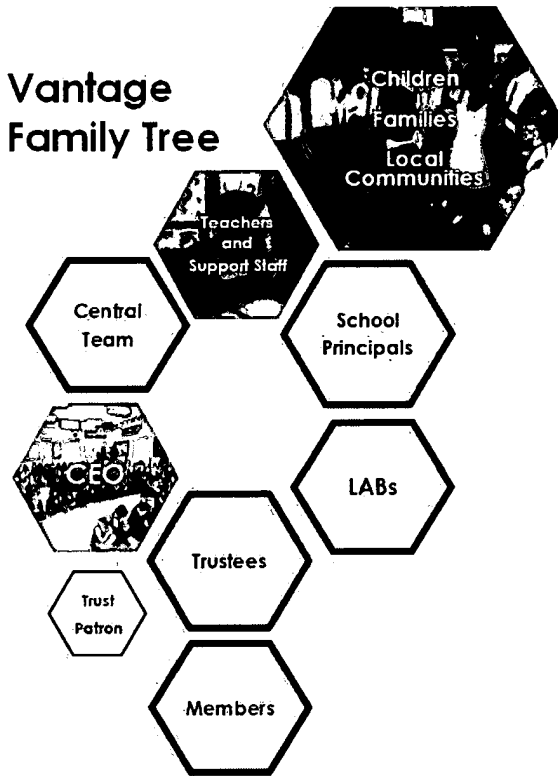 Vantage
Family Tree
Children
Families
Local
Communities
Teachers
and
Support Staff
Central
Team
School
Principals
CEO
LABs
Trustees
Trust
Patron
Members